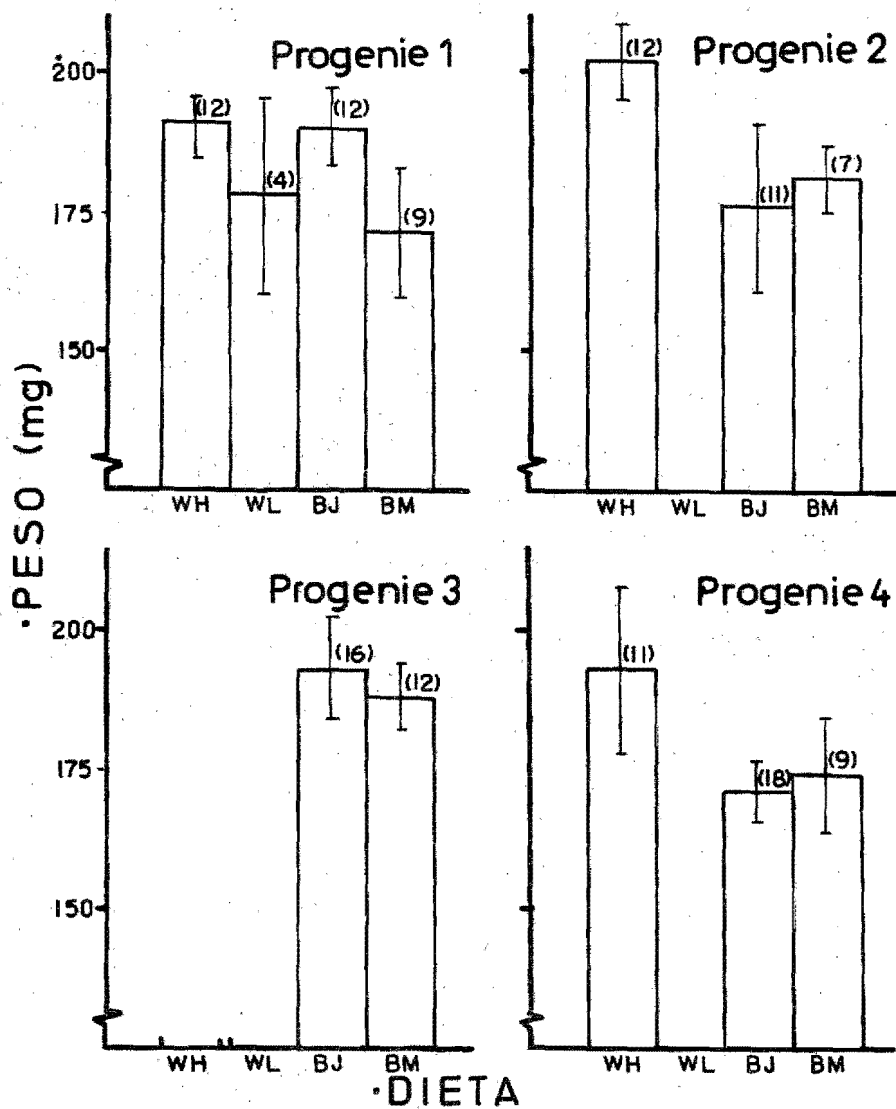 Progenie 1
200
175
150
(12)
(4)
(12)
(9)
WH WL BJ BM
Progenie 2
(12)
(11)
(7)
WH WL BJ BM
PESO (mg)
Progenie 3
200
175
150
(16)
(12)
WH WL BJ BM
Progenie 4
(11)
(18)
(9)
WH WL BJ BM
DIETA